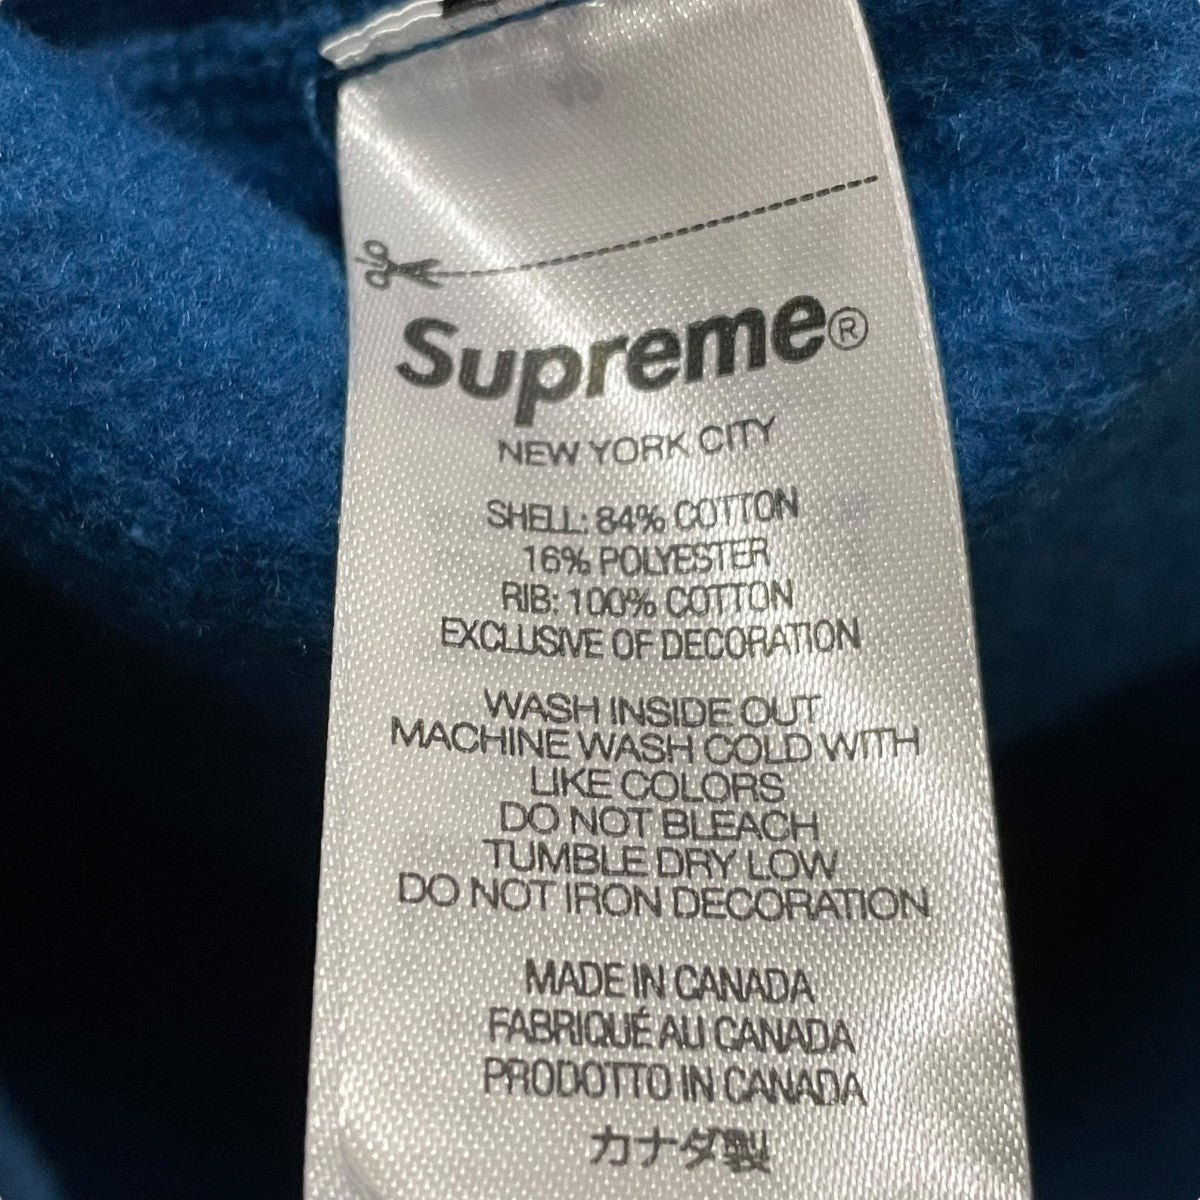 Supreme®
NEW YORK CITY
SHELL: 84% COTTON
16% POLYESTER
RIB: 100% COTTON
EXCLUSIVE OF DECORATION
WASH INSIDE OUT
MACHINE WASH COLD WITH
LIKE COLORS
DO NOT BLEACH
TUMBLE DRY LOW
DO NOT IRON DECORATION
MADE IN CANADA
FABRIQUÉ AU CANADA
PRODOTTO IN CANADA
カナダ製